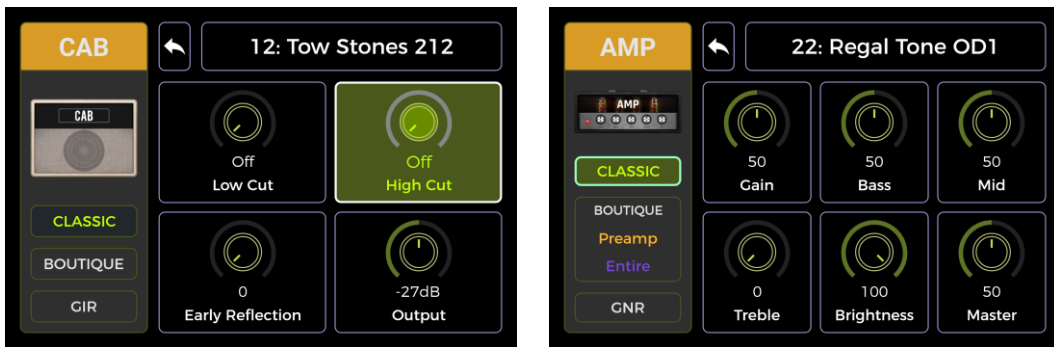 CAB
12: Tow Stones 212
CAB
Off
Low Cut
Off
High Cut
CLASSIC
BOUTIQUE
GIR
0
Early Reflection
-27dB
Output
AMP
22: Regal Tone OD1
AMP
50
Gain
50
Bass
50
Mid
CLASSIC
BOUTIQUE
Preamp
Entire
GNR
0
Treble
100
Brightness
50
Master